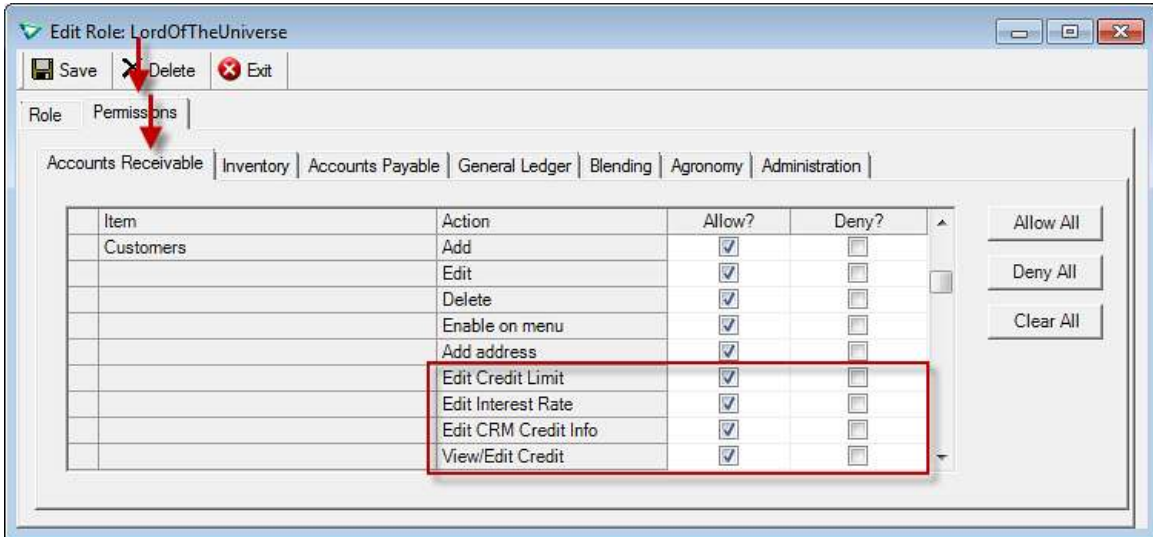 Edit Role: LordOfTheUniverse
Save Delete Exit
Role Permissions
Accounts Receivable Inventory Accounts Payable General Ledger Blending Agronomy Administration
Item Action Allow? Deny? Allow All
Customers Add
Edit Deny All
Delete
Enable on menu Clear All
Add address
Edit Credit Limit
Edit Interest Rate
Edit CRM Credit Info
View/Edit Credit